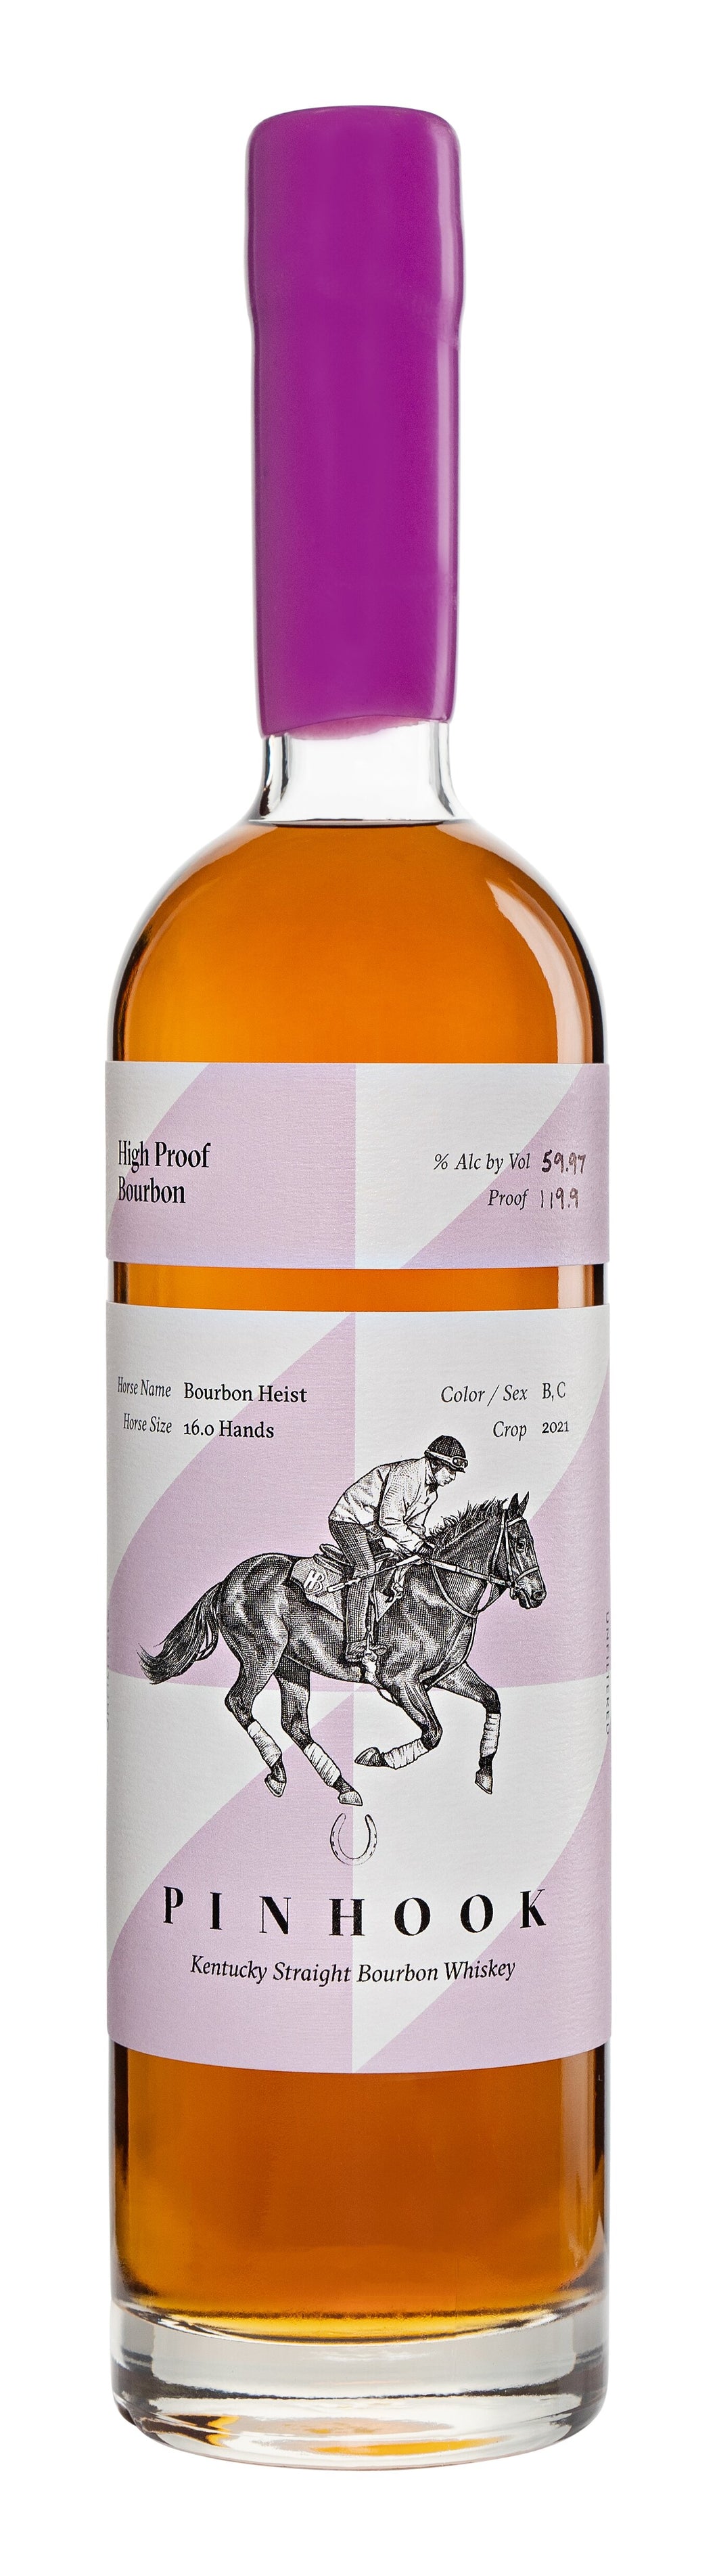 High Proof
Bourbon
% Alc by Vol 59.97
Proof 119.9
Horse Name Bourbon Heist
Horse Size 16.0 Hands
Color / Sex B, C
Crop 2021
UNFILTERED
PINHOOK
Kentucky Straight Bourbon Whiskey